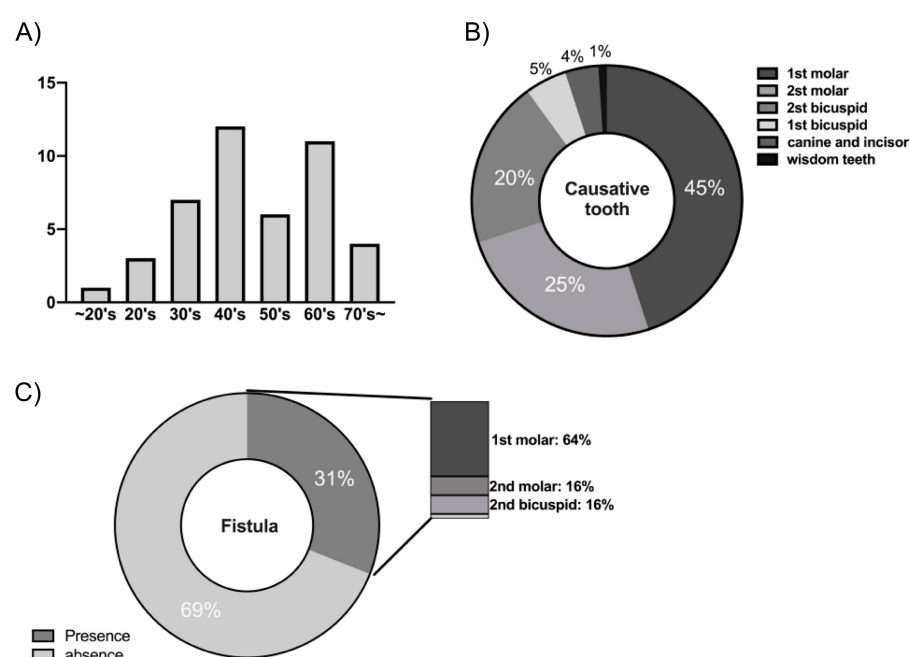 A)
15
10
5
0
~20's 20's 30's 40's 50's 60's 70's~
B)
5% 4% 1%
45%
20%
25%
Causative
tooth
1st molar
2st molar
2st bicuspid
1st bicuspid
canine and incisor
wisdom teeth
C)
31%
Fistula
69%
1st molar: 64%
2nd molar: 16%
2nd bicuspid: 16%
Presence
absence